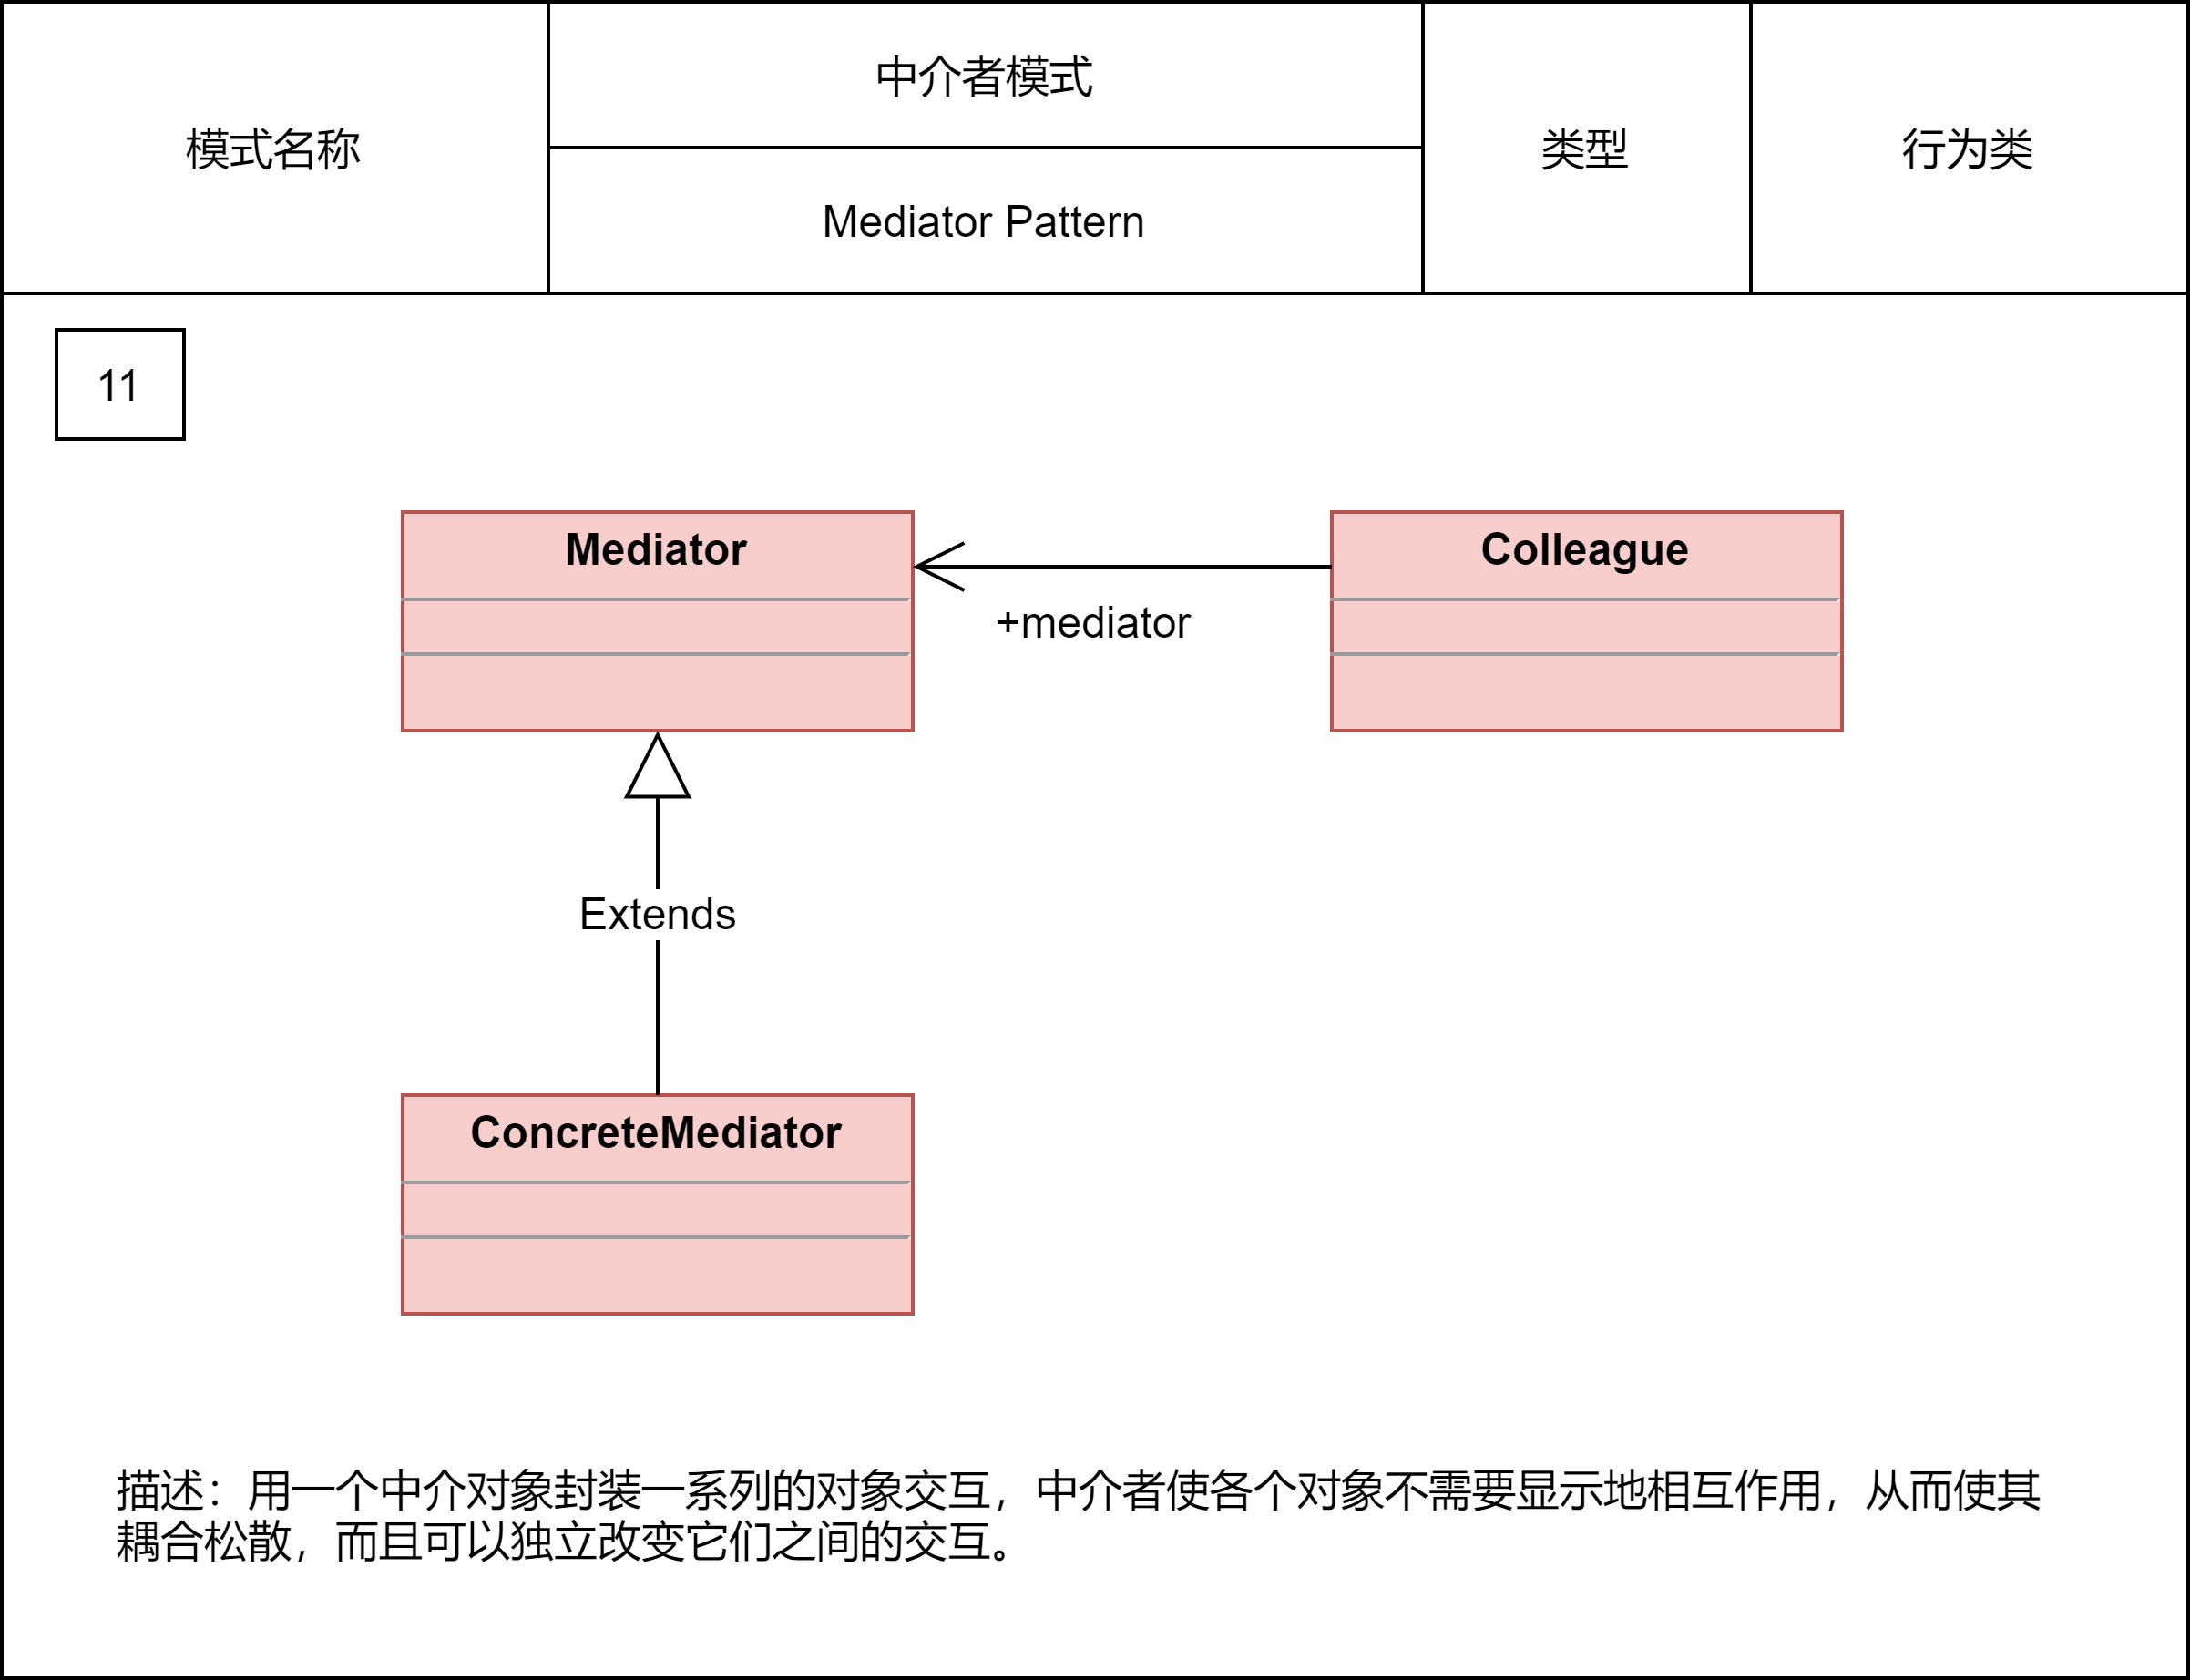 模式名称
中介者模式
Mediator Pattern
类型
行为类
11
Mediator
Colleague
+mediator
Extends
ConcreteMediator
描述：用一个中介对象封装一系列的对象交互，中介者使各个对象不需要显示地相互作用，从而使其
耦合松散，而且可以独立改变它们之间的交互。